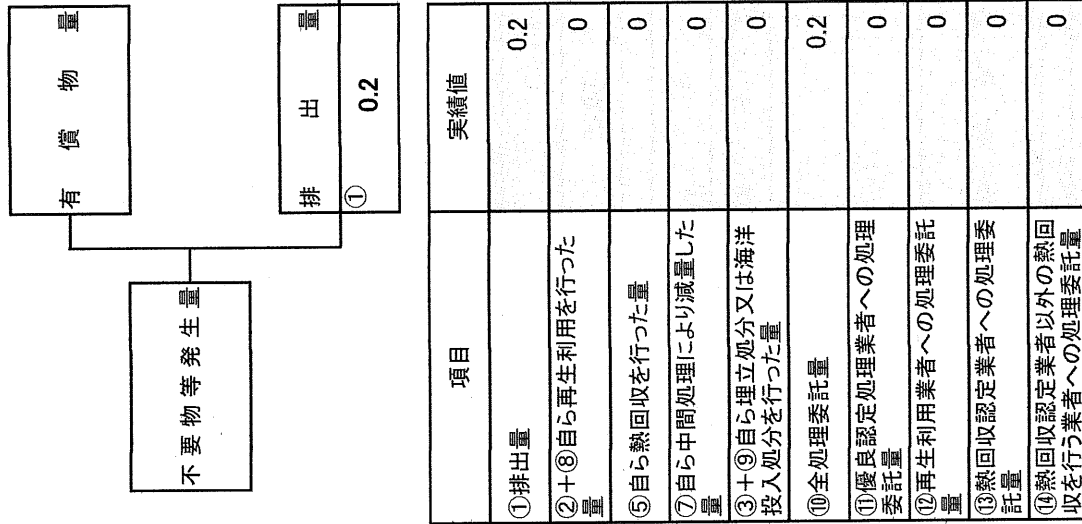 不要物等発生量
有償物量
排出量
①
0.2
項目 実績値
①排出量 0.2
②+⑧自ら再生利用を行った
量 0
⑤自ら熱回収を行った量 0
⑦自ら中間処理により減量した
量 0
③+⑨自ら埋立処分又は海洋
投入処分を行った量 0
⑩全処理委託量 0.2
⑪優良認定処理業者への処理
委託量 0
⑫再生利用業者への処理委託
量 0
⑬熱回収認定業者への処理委
託量 0
⑭熱回収認定業者以外の熱回
収を行う業者への処理委託量 0